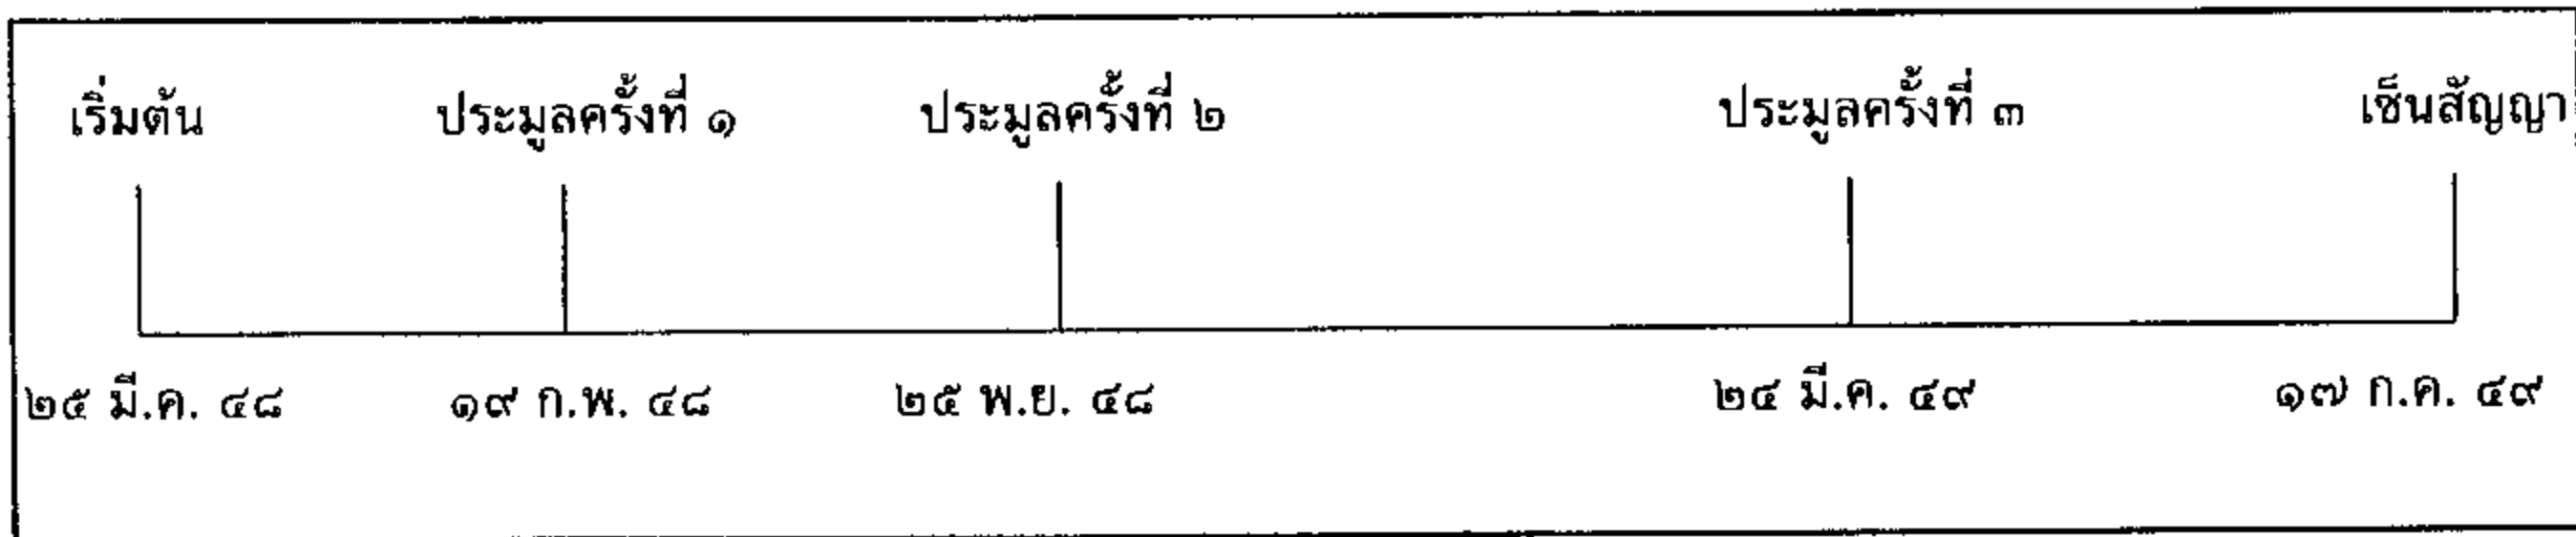 เริ่มต้น ประมูลครั้งที่ ๑ ประมูลครั้งที่ ๒ ประมูลครั้งที่ ๓ เซ็นสัญญา
๒๕ มี.ค. ๔๘ ๑๙ ก.พ. ๔๘ ๒๕ พ.ย. ๔๘ ๒๔ มี.ค. ๔๙ ๑๗ ก.ค. ๔๙